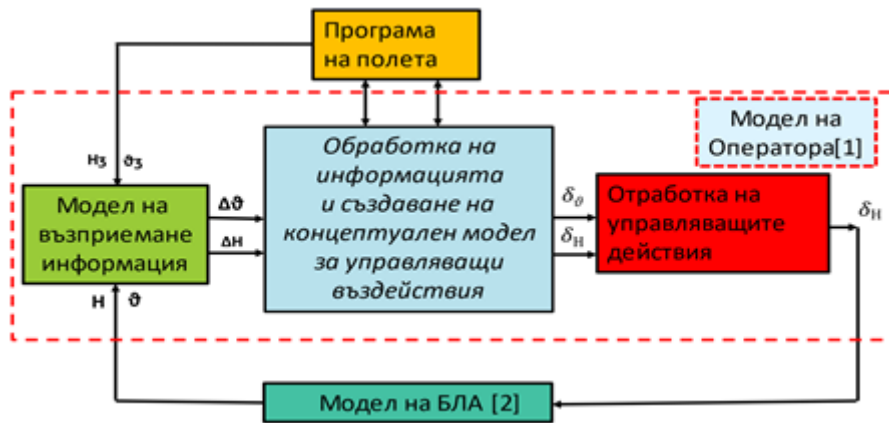 Програма
на полета
Модел на
Оператора[1]
Обработка на
информацията
и създаване на
концептуален модел
за управляващи
въздействия
Нз ϑз
Модел на
възприемане
информация
Δϑ
ΔН
δϑ
δН
Отработка на
управляващите
действия
δН
Н ϑ
Модел на БЛА [2]